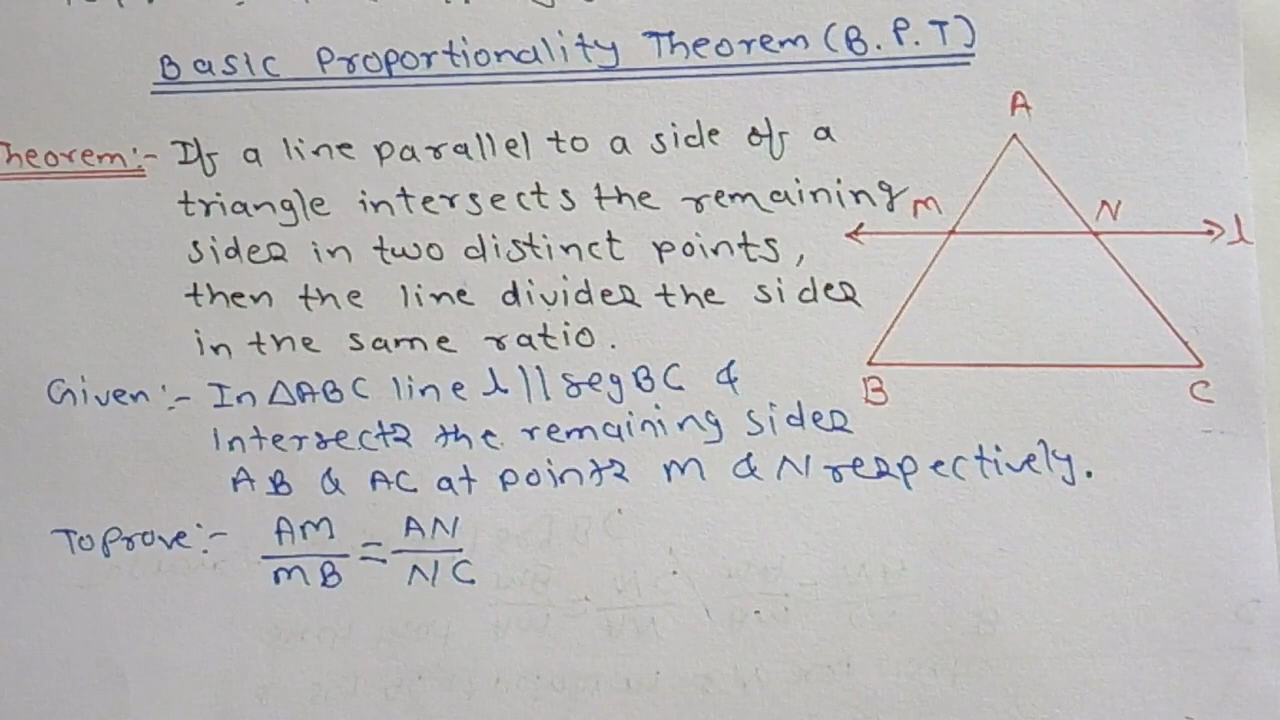 Basic Proportionality Theorem (B.P.T)
heorem:- If a line parallel to a side of a
triangle intersects the remaining
sides in two distinct points,
then the line divides the sides
in the same ratio.
A
M
N
l
B
C
Given:- In △ABC line l || seg BC &
Intersects the remaining sides
AB & AC at points M & N respectively.
To Prove:- AM/MB = AN/NC